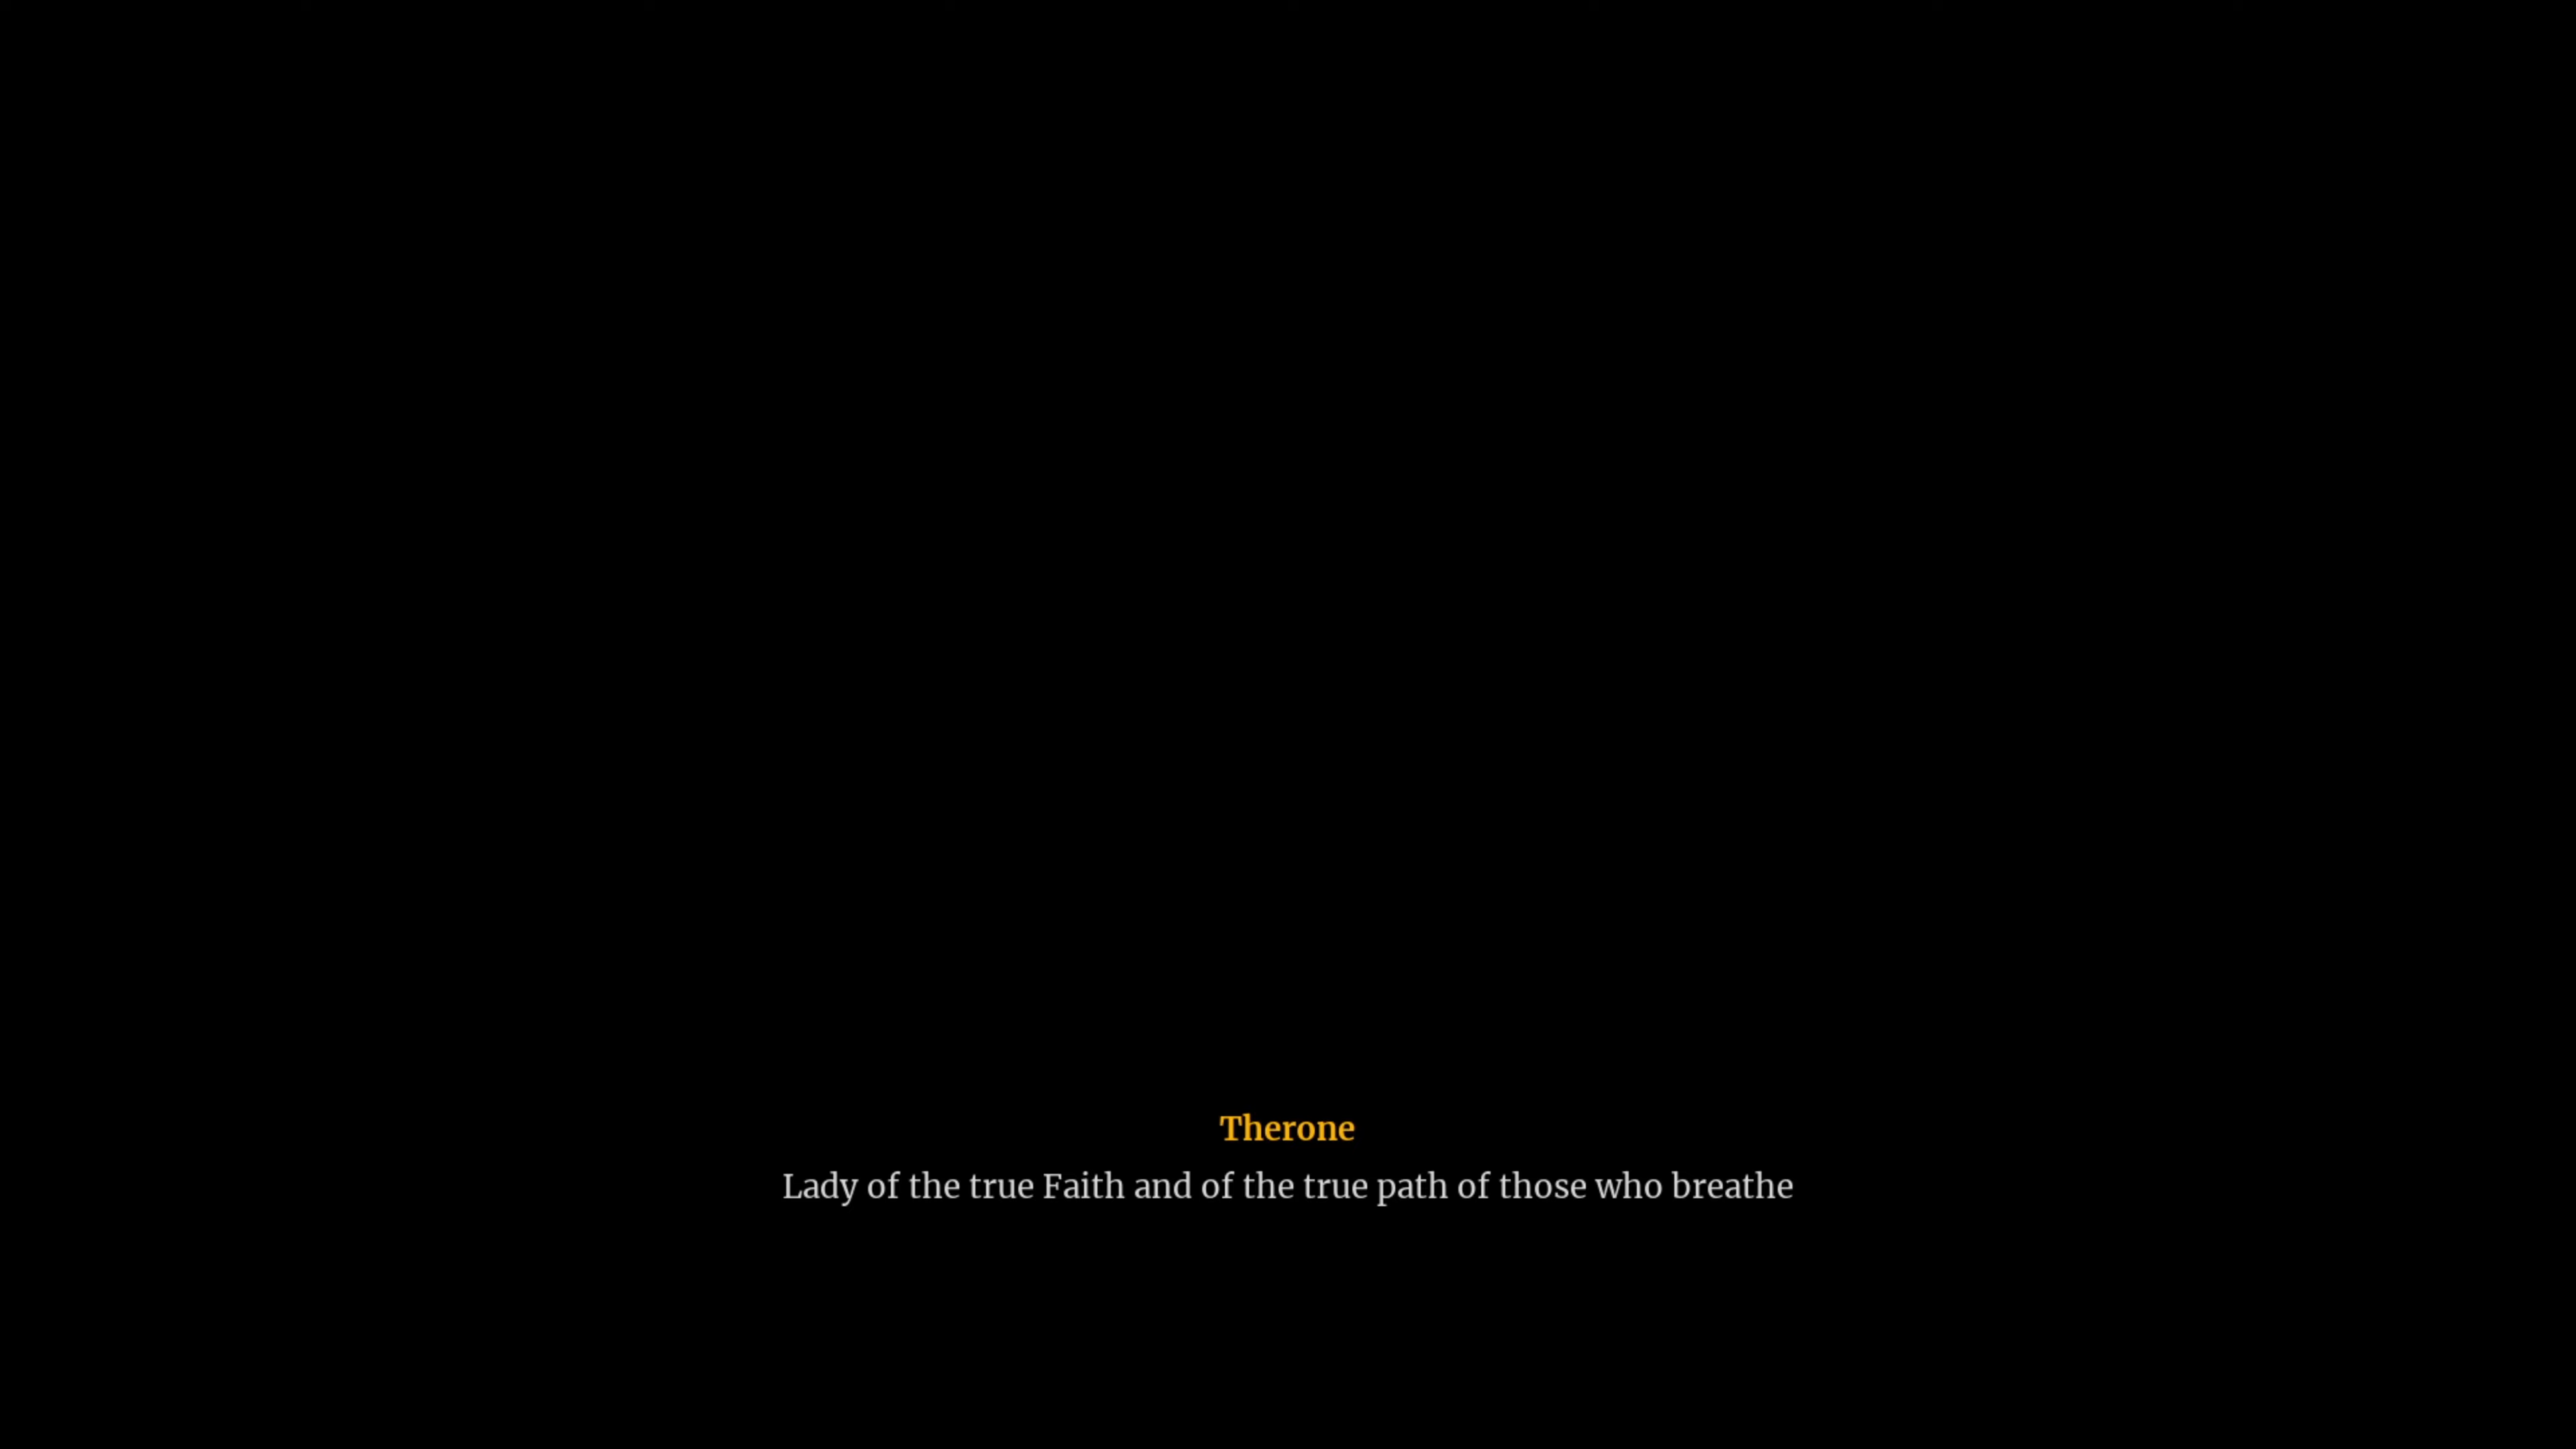 Therone
Lady of the true Faith and of the true path of those who breathe